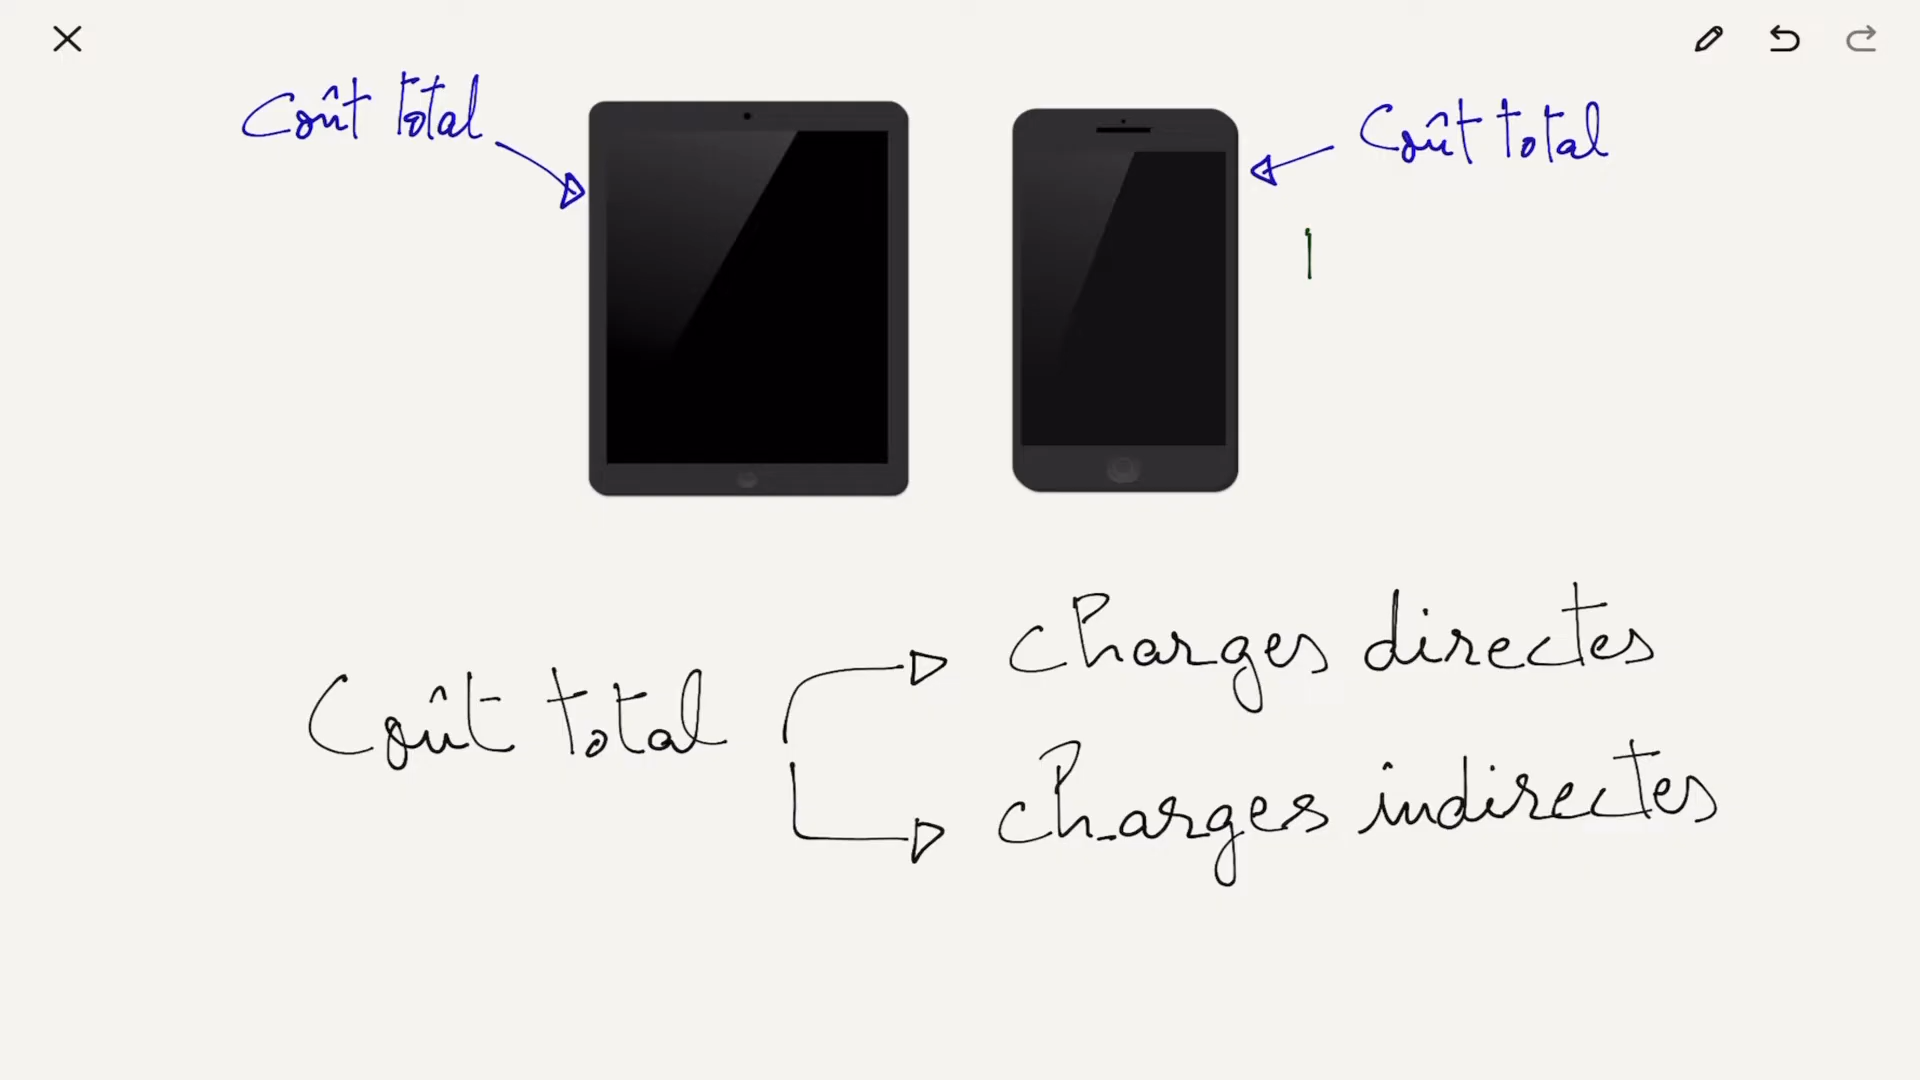 Coût total
Coût total
Charges directes
Coût total
Charges indirectes